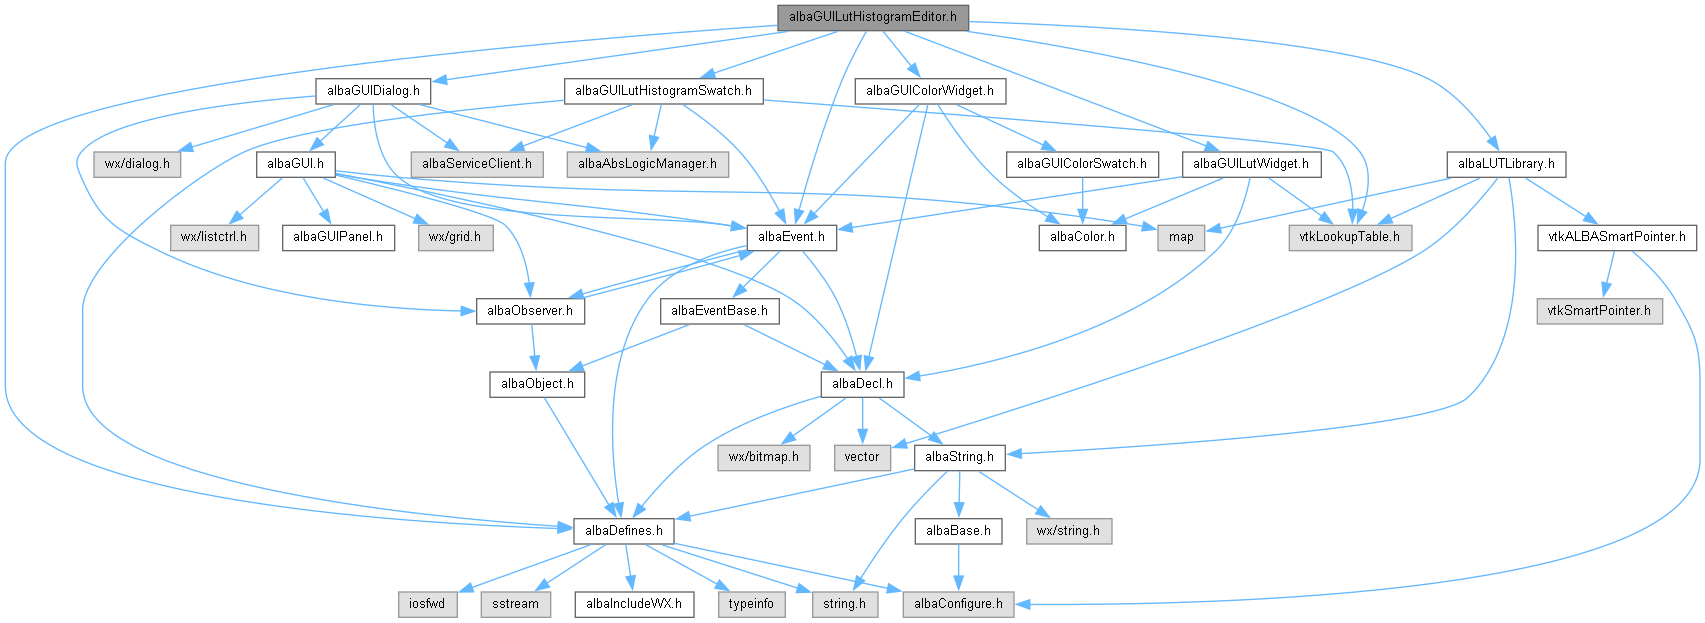 albaGUILutHistogramEditor.h
albaGUIDialog.h
albaGUILutHistogramSwatch.h
albaGUIColorWidget.h
wx/dialog.h
albaGUI.h
albaServiceClient.h
albaAbsLogicManager.h
albaGUIColorSwatch.h
albaGUILutWidget.h
albaLUTLibrary.h
wx/listctrl.h
albaGUIPanel.h
wx/grid.h
albaEvent.h
albaColor.h
map
vtkLookupTable.h
vtkALBASmartPointer.h
albaObserver.h
albaEventBase.h
vtkSmartPointer.h
albaObject.h
albaDecl.h
wx/bitmap.h
vector
albaString.h
albaDefines.h
albaBase.h
wx/string.h
iosfwd
sstream
albaIncludeWX.h
typeinfo
string.h
albaConfigure.h